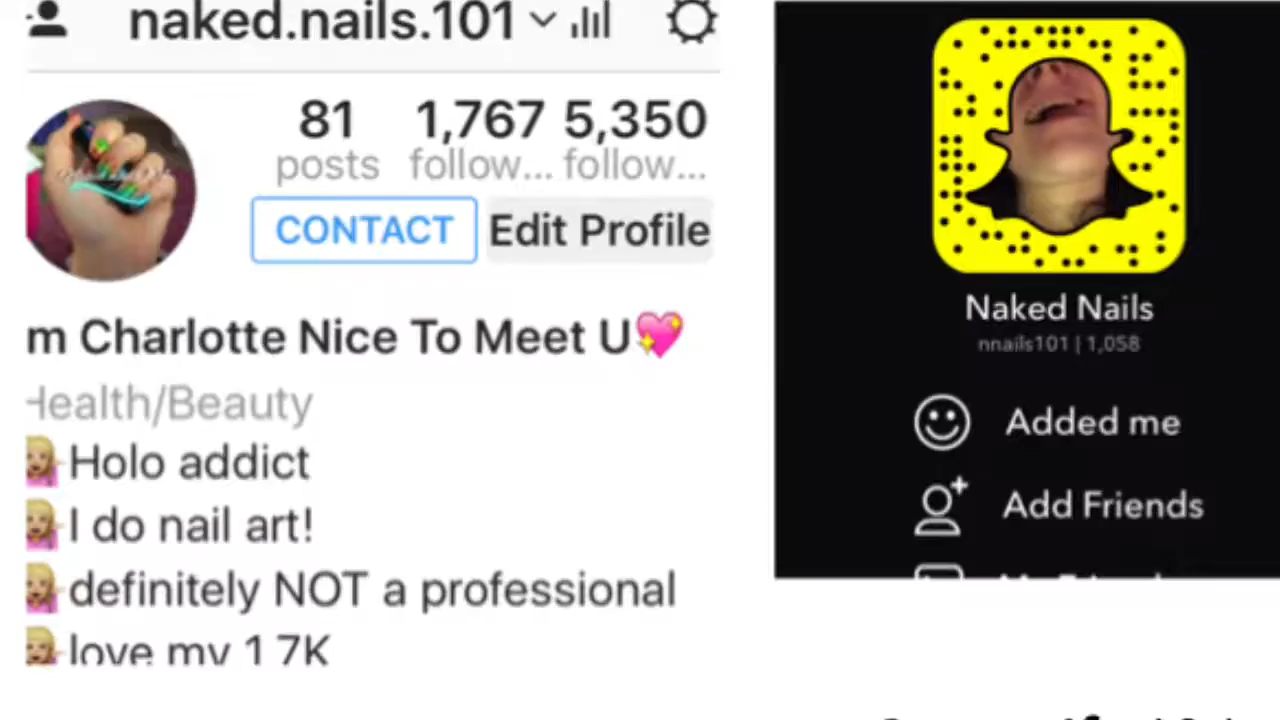 naked.nails.101
81 1,767 5,350
posts follow... follow...
CONTACT Edit Profile
m Charlotte Nice To Meet U💖
Health/Beauty
Holo addict
I do nail art!
definitely NOT a professional
love my 1.7K
Naked Nails
nnails101 | 1,058
Added me
Add Friends